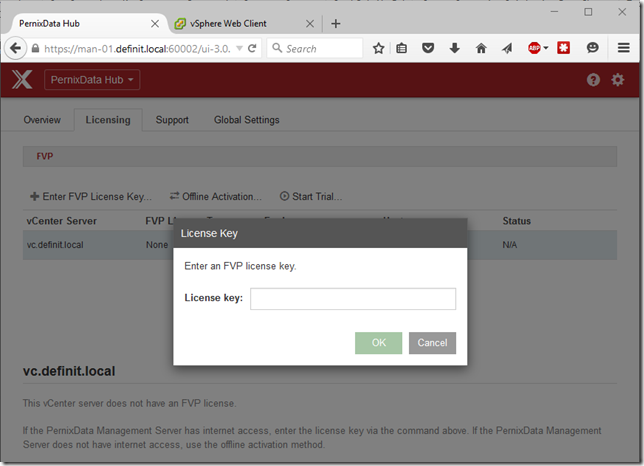 PernixData Hub
vSphere Web Client
https://man-01.definit.local:60002/ui-3.0.
Search
ABP
PernixData Hub
Overview
Licensing
Support
Global Settings
FVP
Enter FVP License Key...
Offline Activation...
Start Trial...
vCenter Server
Status
vc.definit.local
None
N/A
License Key
Enter an FVP license key.
License key:
OK
Cancel
vc.definit.local
This vCenter server does not have an FVP license.
If the PernixData Management Server has internet access, enter the license key via the command above. If the PernixData Management
Server does not have internet access, use the offline activation method.